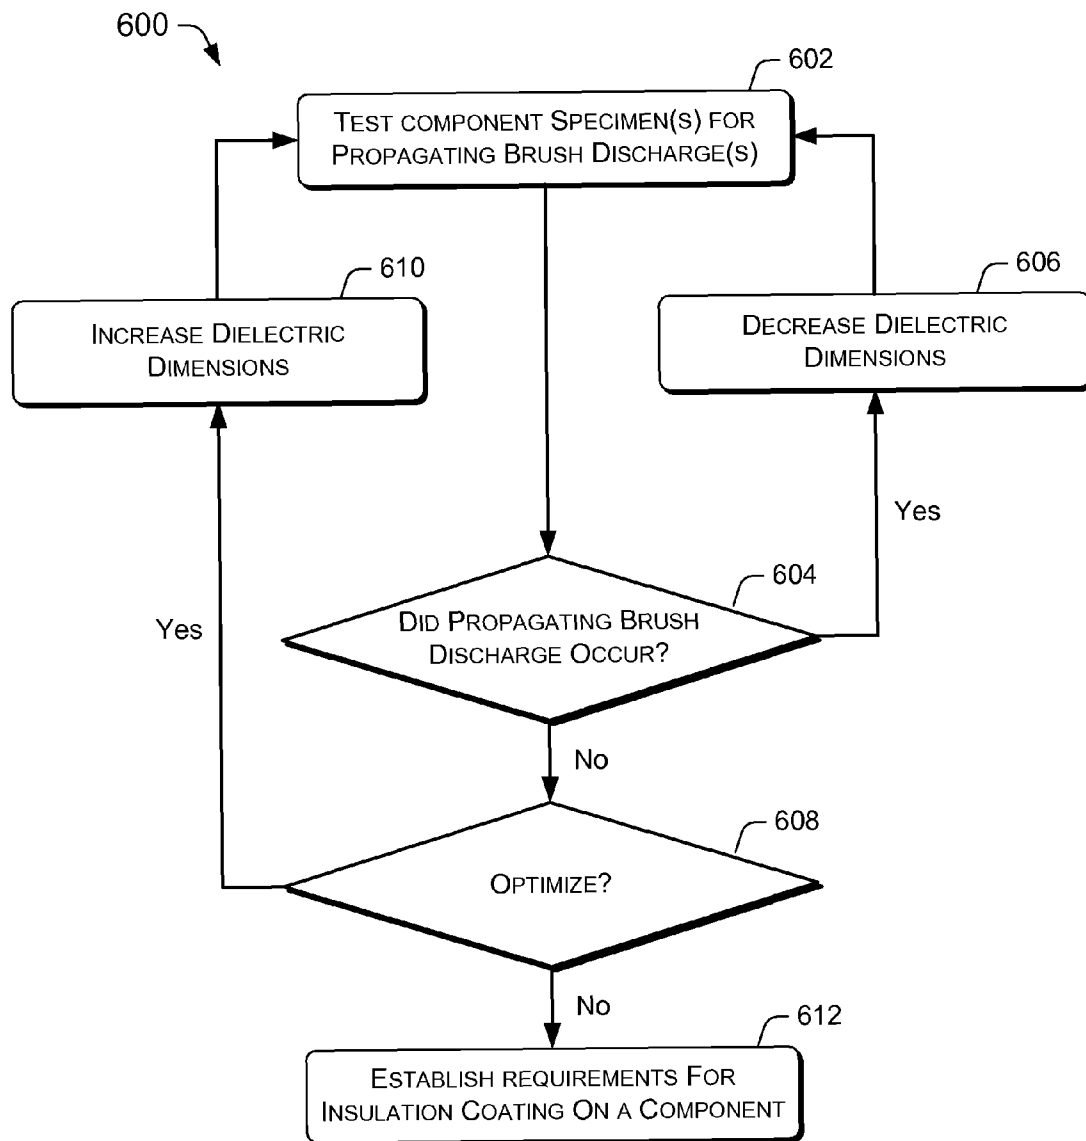 600
602
TEST COMPONENT SPECIMEN(S) FOR
PROPAGATING BRUSH DISCHARGE(S)
610
606
INCREASE DIELECTRIC
DIMENSIONS
DECREASE DIELECTRIC
DIMENSIONS
Yes
Yes
604
DID PROPAGATING BRUSH
DISCHARGE OCCUR?
No
608
OPTIMIZE?
No
612
ESTABLISH REQUIREMENTS FOR
INSULATION COATING ON A COMPONENT